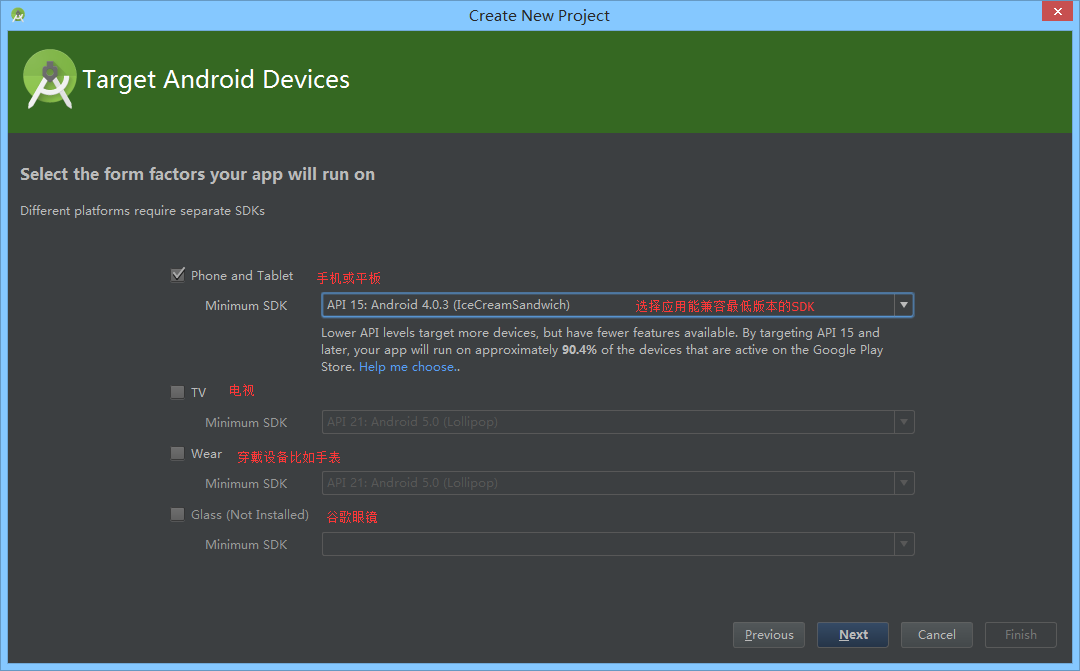 Create New Project
Target Android Devices
Select the form factors your app will run on
Different platforms require separate SDKs
Phone and Tablet 手机或平板
Minimum SDK API 15: Android 4.0.3 (IceCreamSandwich) 选择应用能兼容最低版本的SDK
Lower API levels target more devices, but have fewer features available. By targeting API 15 and
later, your app will run on approximately 90.4% of the devices that are active on the Google Play
Store. Help me choose..
TV 电视
Minimum SDK API 21: Android 5.0 (Lollipop)
Wear 穿戴设备比如手表
Minimum SDK API 21: Android 5.0 (Lollipop)
Glass (Not Installed) 谷歌眼镜
Minimum SDK
Previous Next Cancel Finish